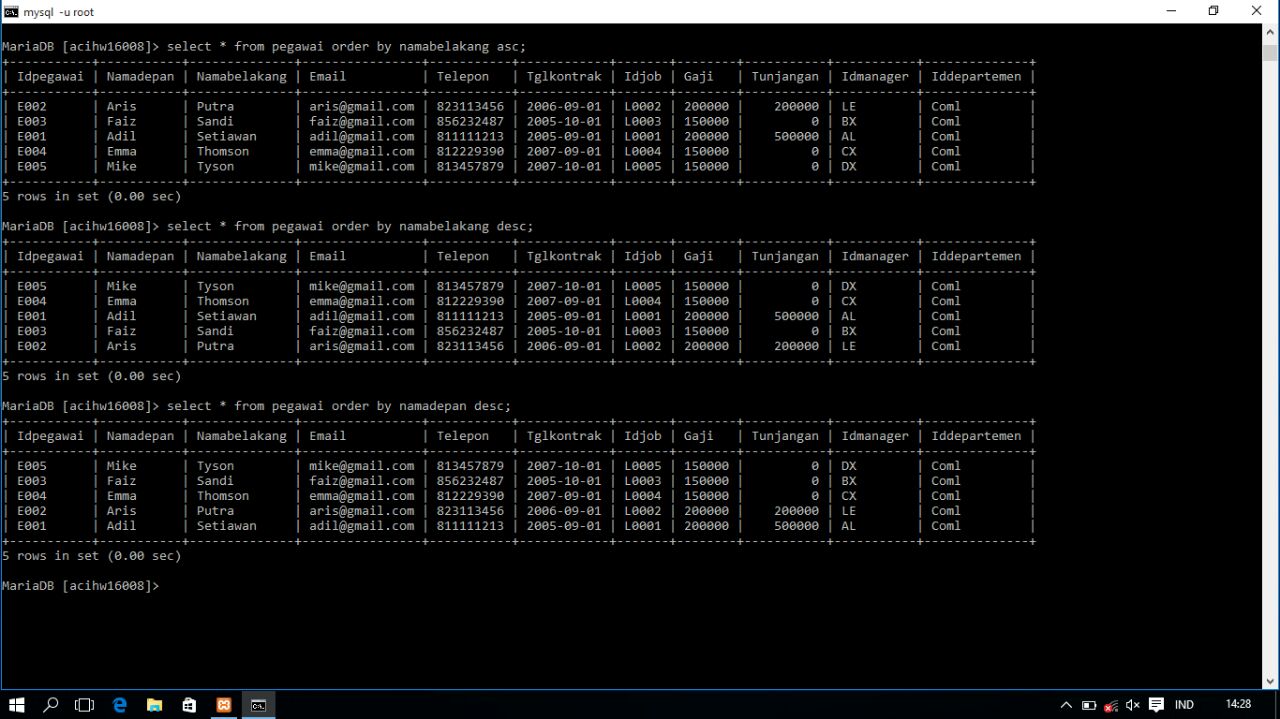 mysql -u root
MariaDB [acihw16008]> select * from pegawai order by namabelakang asc;
+-----------+-----------+--------------+----------------+-----------+-------------+-------+--------+-----------+-----------+--------------+
| Idpegawai | Namadepan | Namabelakang | Email          | Telepon   | Tglkontrak | Idjob | Gaji   | Tunjangan | Idmanager | Iddepartemen |
+-----------+-----------+--------------+----------------+-----------+-------------+-------+--------+-----------+-----------+--------------+
| E002      | Aris      | Putra        | aris@gmail.com | 823113456 | 2006-09-01 | L0002 | 200000 |    200000 | LE        | Coml         |
| E003      | Faiz      | Sandi        | faiz@gmail.com | 856232487 | 2005-10-01 | L0003 | 150000 |         0 | BX        | Coml         |
| E001      | Adil      | Setiawan     | adil@gmail.com | 811111213 | 2005-09-01 | L0001 | 200000 |    500000 | AL        | Coml         |
| E004      | Emma      | Thomson      | emma@gmail.com | 812229390 | 2007-09-01 | L0004 | 150000 |         0 | CX        | Coml         |
| E005      | Mike      | Tyson        | mike@gmail.com | 813457879 | 2007-10-01 | L0005 | 150000 |         0 | DX        | Coml         |
+-----------+-----------+--------------+----------------+-----------+-------------+-------+--------+-----------+-----------+--------------+
5 rows in set (0.00 sec)
MariaDB [acihw16008]> select * from pegawai order by namabelakang desc;
+-----------+-----------+--------------+----------------+-----------+-------------+-------+--------+-----------+-----------+--------------+
| Idpegawai | Namadepan | Namabelakang | Email          | Telepon   | Tglkontrak | Idjob | Gaji   | Tunjangan | Idmanager | Iddepartemen |
+-----------+-----------+--------------+----------------+-----------+-------------+-------+--------+-----------+-----------+--------------+
| E005      | Mike      | Tyson        | mike@gmail.com | 813457879 | 2007-10-01 | L0005 | 150000 |         0 | DX        | Coml         |
| E004      | Emma      | Thomson      | emma@gmail.com | 812229390 | 2007-09-01 | L0004 | 150000 |         0 | CX        | Coml         |
| E001      | Adil      | Setiawan     | adil@gmail.com | 811111213 | 2005-09-01 | L0001 | 200000 |    500000 | AL        | Coml         |
| E003      | Faiz      | Sandi        | faiz@gmail.com | 856232487 | 2005-10-01 | L0003 | 150000 |         0 | BX        | Coml         |
| E002      | Aris      | Putra        | aris@gmail.com | 823113456 | 2006-09-01 | L0002 | 200000 |    200000 | LE        | Coml         |
+-----------+-----------+--------------+----------------+-----------+-------------+-------+--------+-----------+-----------+--------------+
5 rows in set (0.00 sec)
MariaDB [acihw16008]> select * from pegawai order by namadepan desc;
+-----------+-----------+--------------+----------------+-----------+-------------+-------+--------+-----------+-----------+--------------+
| Idpegawai | Namadepan | Namabelakang | Email          | Telepon   | Tglkontrak | Idjob | Gaji   | Tunjangan | Idmanager | Iddepartemen |
+-----------+-----------+--------------+----------------+-----------+-------------+-------+--------+-----------+-----------+--------------+
| E005      | Mike      | Tyson        | mike@gmail.com | 813457879 | 2007-10-01 | L0005 | 150000 |         0 | DX        | Coml         |
| E003      | Faiz      | Sandi        | faiz@gmail.com | 856232487 | 2005-10-01 | L0003 | 150000 |         0 | BX        | Coml         |
| E004      | Emma      | Thomson      | emma@gmail.com | 812229390 | 2007-09-01 | L0004 | 150000 |         0 | CX        | Coml         |
| E002      | Aris      | Putra        | aris@gmail.com | 823113456 | 2006-09-01 | L0002 | 200000 |    200000 | LE        | Coml         |
| E001      | Adil      | Setiawan     | adil@gmail.com | 811111213 | 2005-09-01 | L0001 | 200000 |    500000 | AL        | Coml         |
+-----------+-----------+--------------+----------------+-----------+-------------+-------+--------+-----------+-----------+--------------+
5 rows in set (0.00 sec)
MariaDB [acihw16008]>
IND 14:28